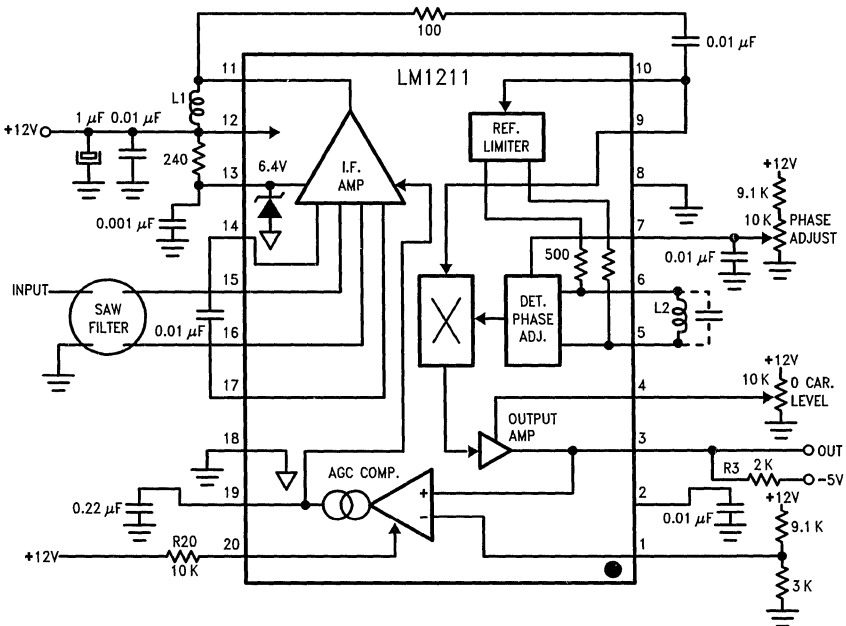 100
0.01 μF
11
10
LM1211
L1
1 μF 0.01 μF
+12V
12
9
REF.
LIMITER
240
13
6.4V
I.F.
AMP
8
+12V
9.1 K
0.001 μF
14
7
10 K
PHASE
ADJUST
500
0.01 μF
INPUT
15
6
SAW
FILTER
DET.
PHASE
ADJ.
L2
X
0.01 μF
16
5
+12V
17
4
10 K
O CAR.
LEVEL
OUTPUT
AMP
18
3
OUT
AGC COMP.
R3
2 K
-5V
19
+
2
+12V
0.22 μF
0.01 μF
9.1 K
−
R20
20
1
+12V
10 K
3 K